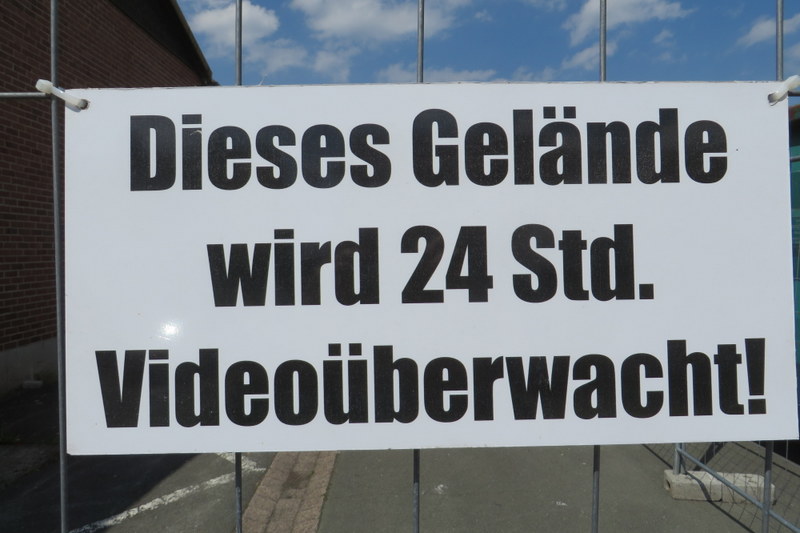 Dieses Gelände
wird 24 Std.
Videoüberwacht!